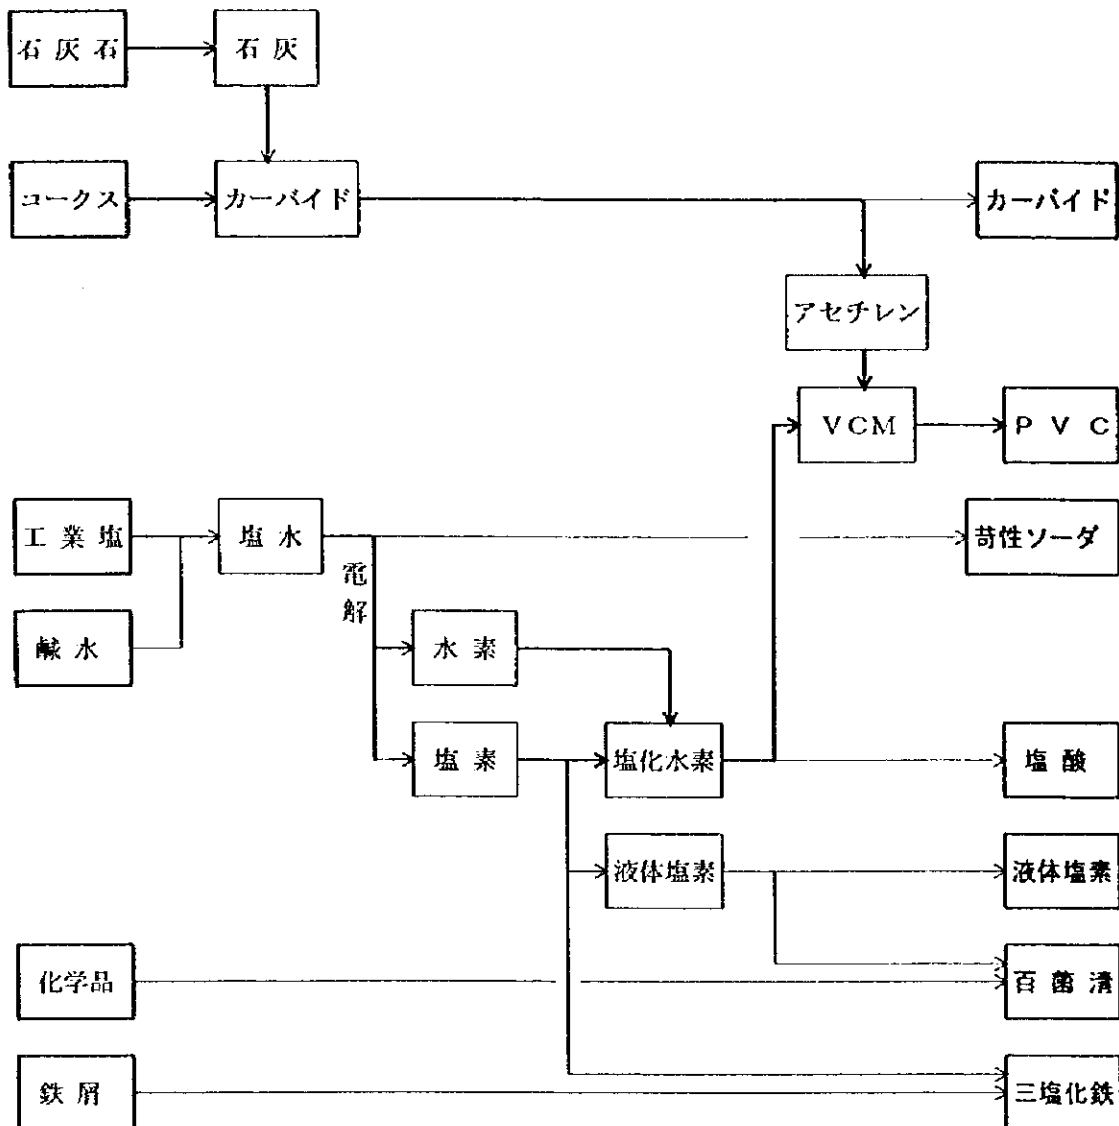 石灰石
石灰
コークス
カーバイド
カーバイド
アセチレン
VCM
PVC
工業塩
塩水
苛性ソーダ
電解
鹹水
水素
塩素
塩化水素
塩酸
液体塩素
液体塩素
化学品
百菌清
鉄屑
三塩化鉄